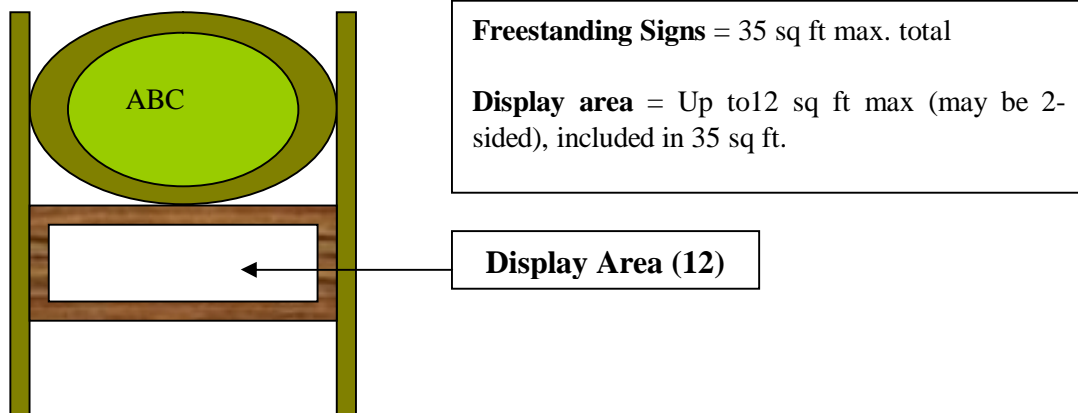 ABC
Freestanding Signs = 35 sq ft max. total
Display area = Up to12 sq ft max (may be 2-
sided), included in 35 sq ft.
Display Area (12)